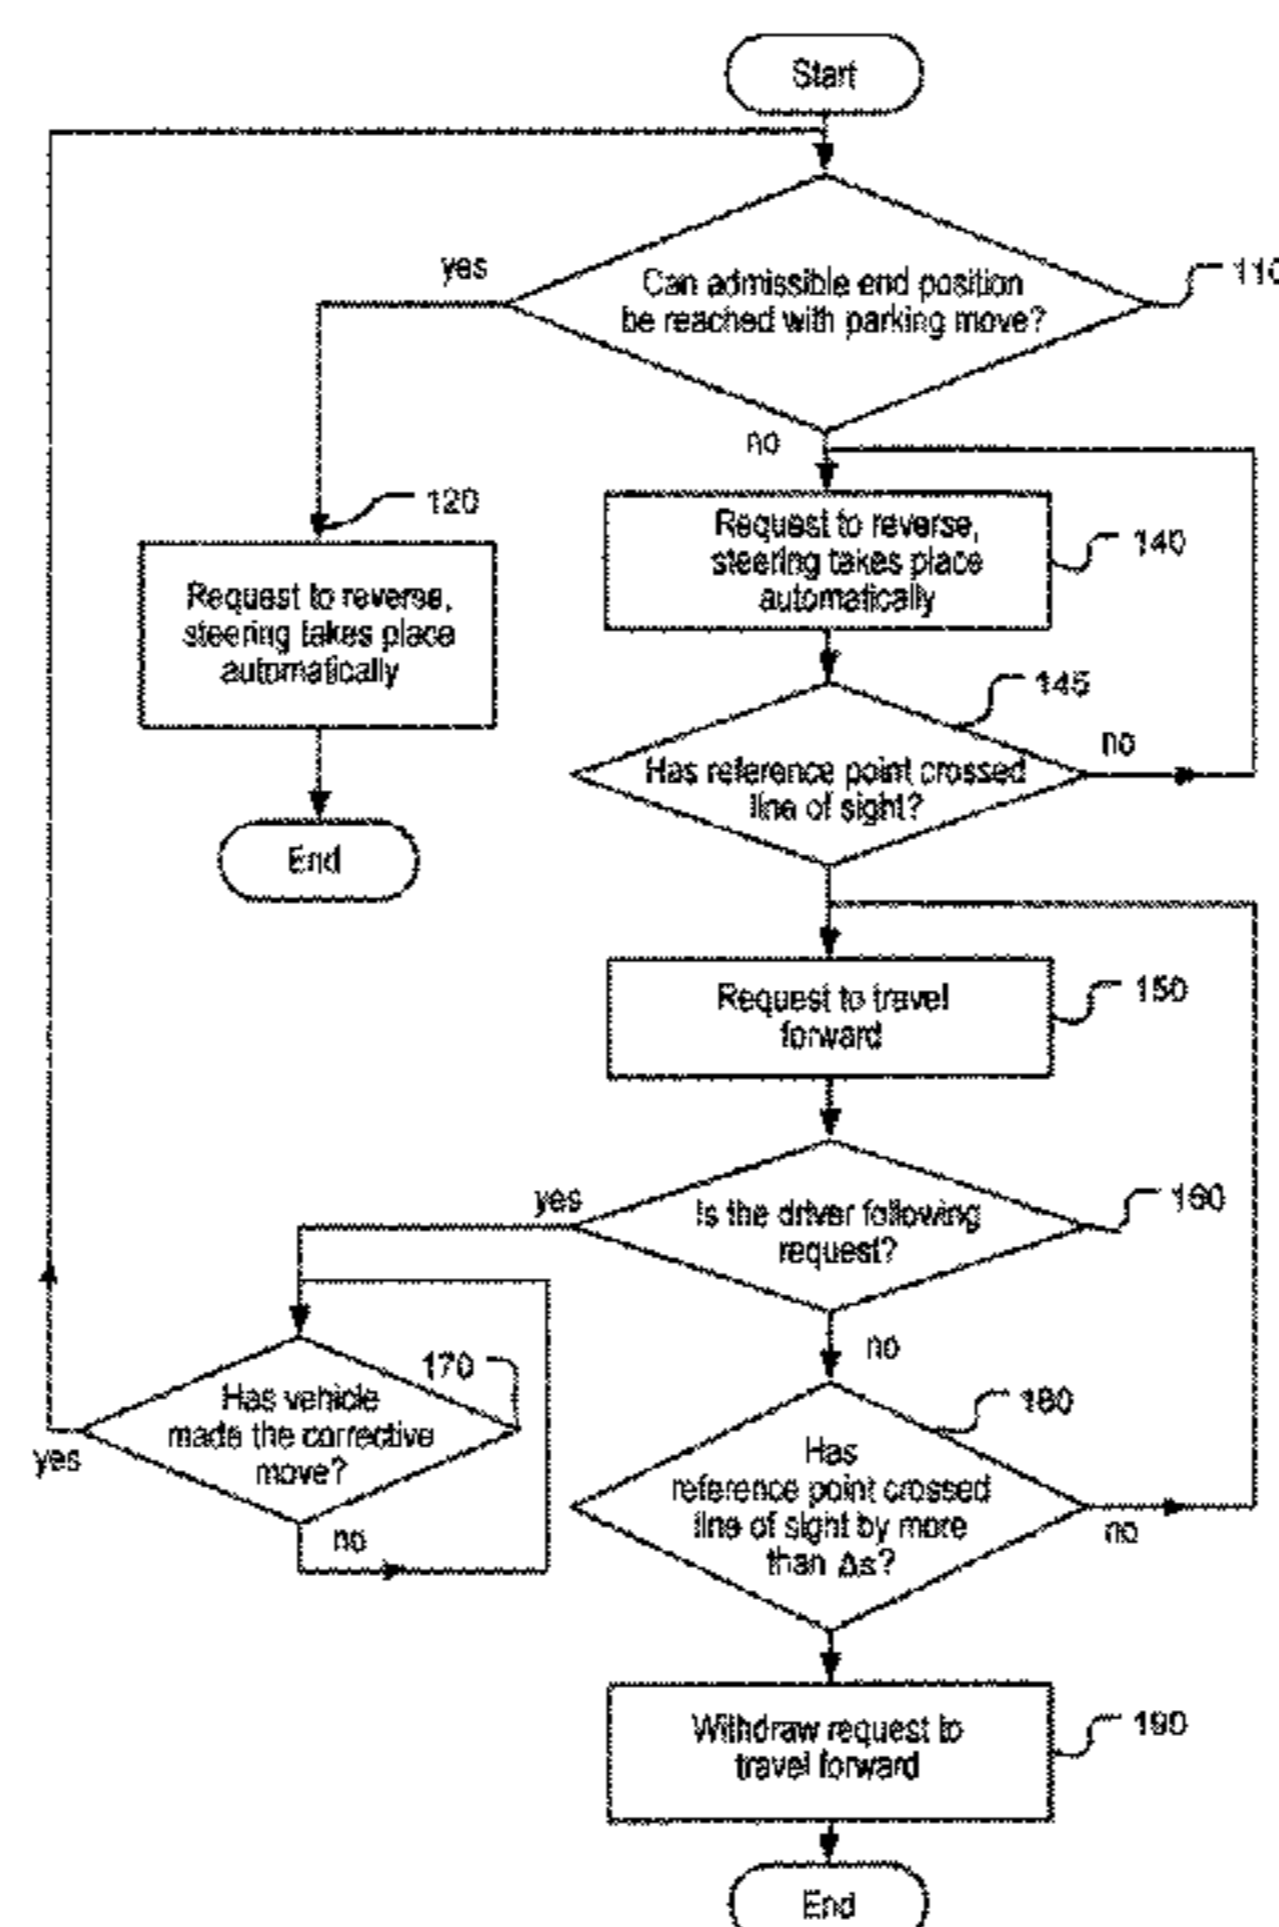 Start
yes
Can admissible end position
be reached with parking move?
110
no
120
Request to reverse,
steering takes place
automatically
140
Request to reverse,
steering takes place
automatically
145
no
Has reference point crossed
line of sight?
End
Request to travel
forward
150
yes
Is the driver following
request?
160
no
170
Has vehicle
made the corrective
move?
yes
no
180
Has
reference point crossed
line of sight by more
than Δs?
no
Withdraw request to
travel forward
190
End